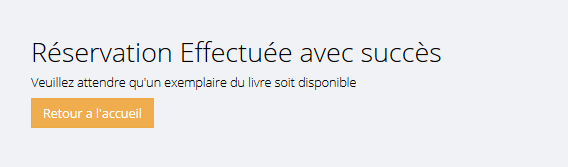 Réservation Effectuée avec succès
Veuillez attendre qu'un exemplaire du livre soit disponible
Retour a l'accueil